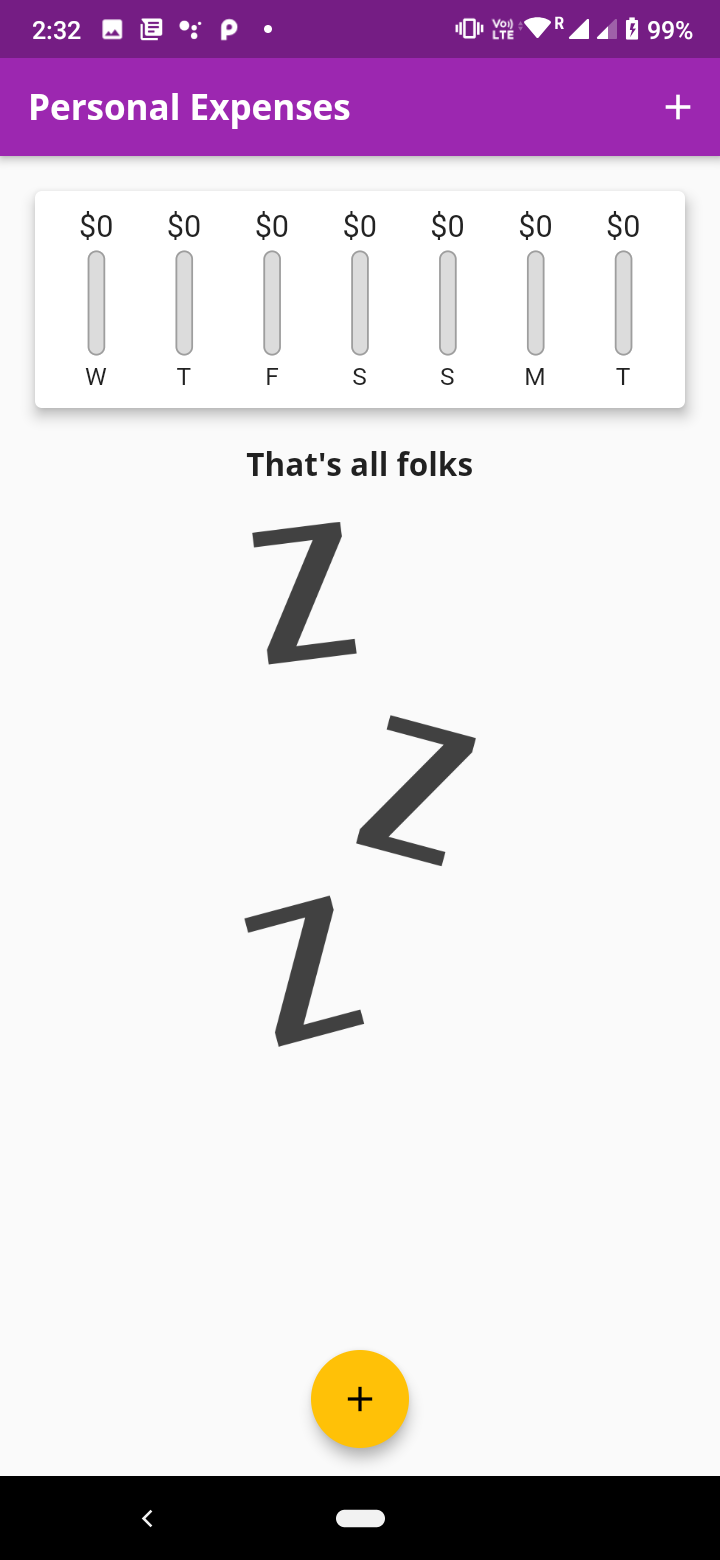 2:32 Vo) LTE R 99%
Personal Expenses +
$0 $0 $0 $0 $0 $0 $0
W T F S S M T
That's all folks
Z
Z
Z
+